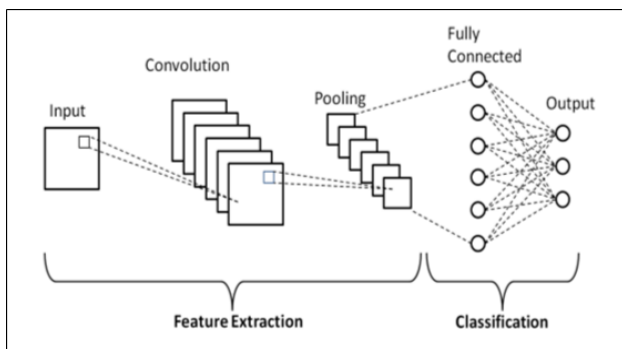 Fully
Connected
Convolution
Pooling
Output
Input
Feature Extraction
Classification